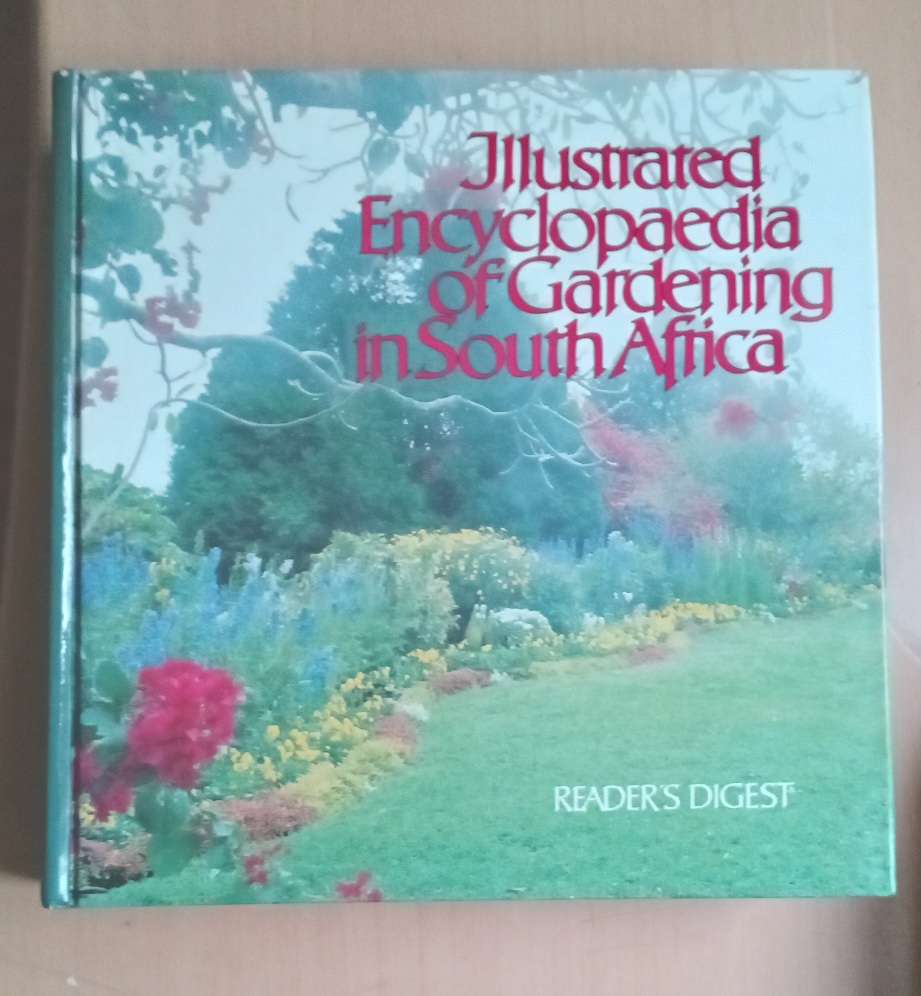 Illustrated
Encyclopaedia
of Gardening
in South Africa
READER'S DIGEST